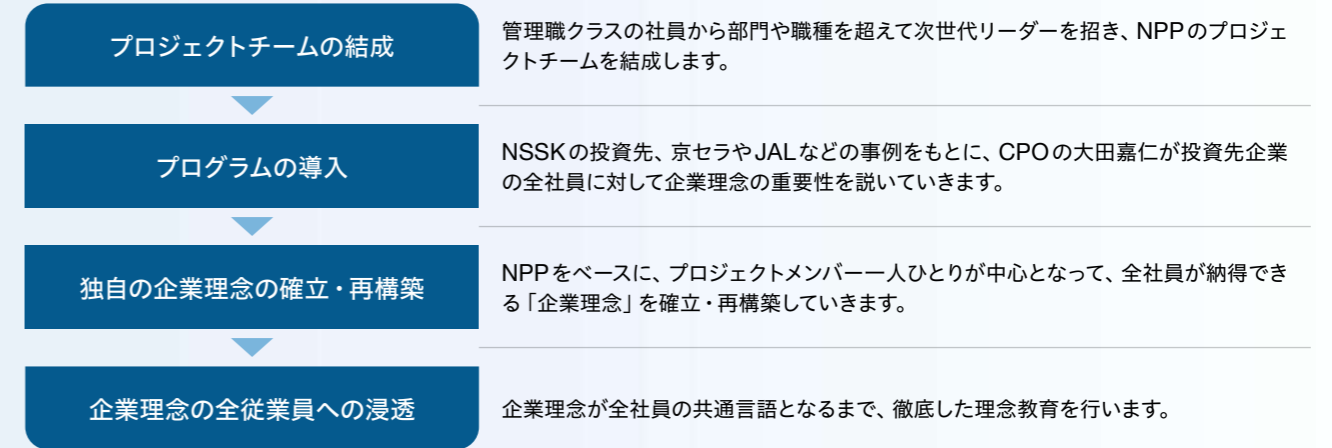 プロジェクトチームの結成
管理職クラスの社員から部門や職種を超えて次世代リーダーを招き、NPPのプロジェ
クトチームを結成します。
プログラムの導入
NSSKの投資先、京セラやJALなどの事例をもとに、CPOの大田嘉仁が投資先企業
の全社員に対して企業理念の重要性を説いていきます。
独自の企業理念の確立・再構築
NPPをベースに、プロジェクトメンバー一人ひとりが中心となって、全社員が納得でき
る「企業理念」を確立・再構築していきます。
企業理念の全従業員への浸透
企業理念が全社員の共通言語となるまで、徹底した理念教育を行います。